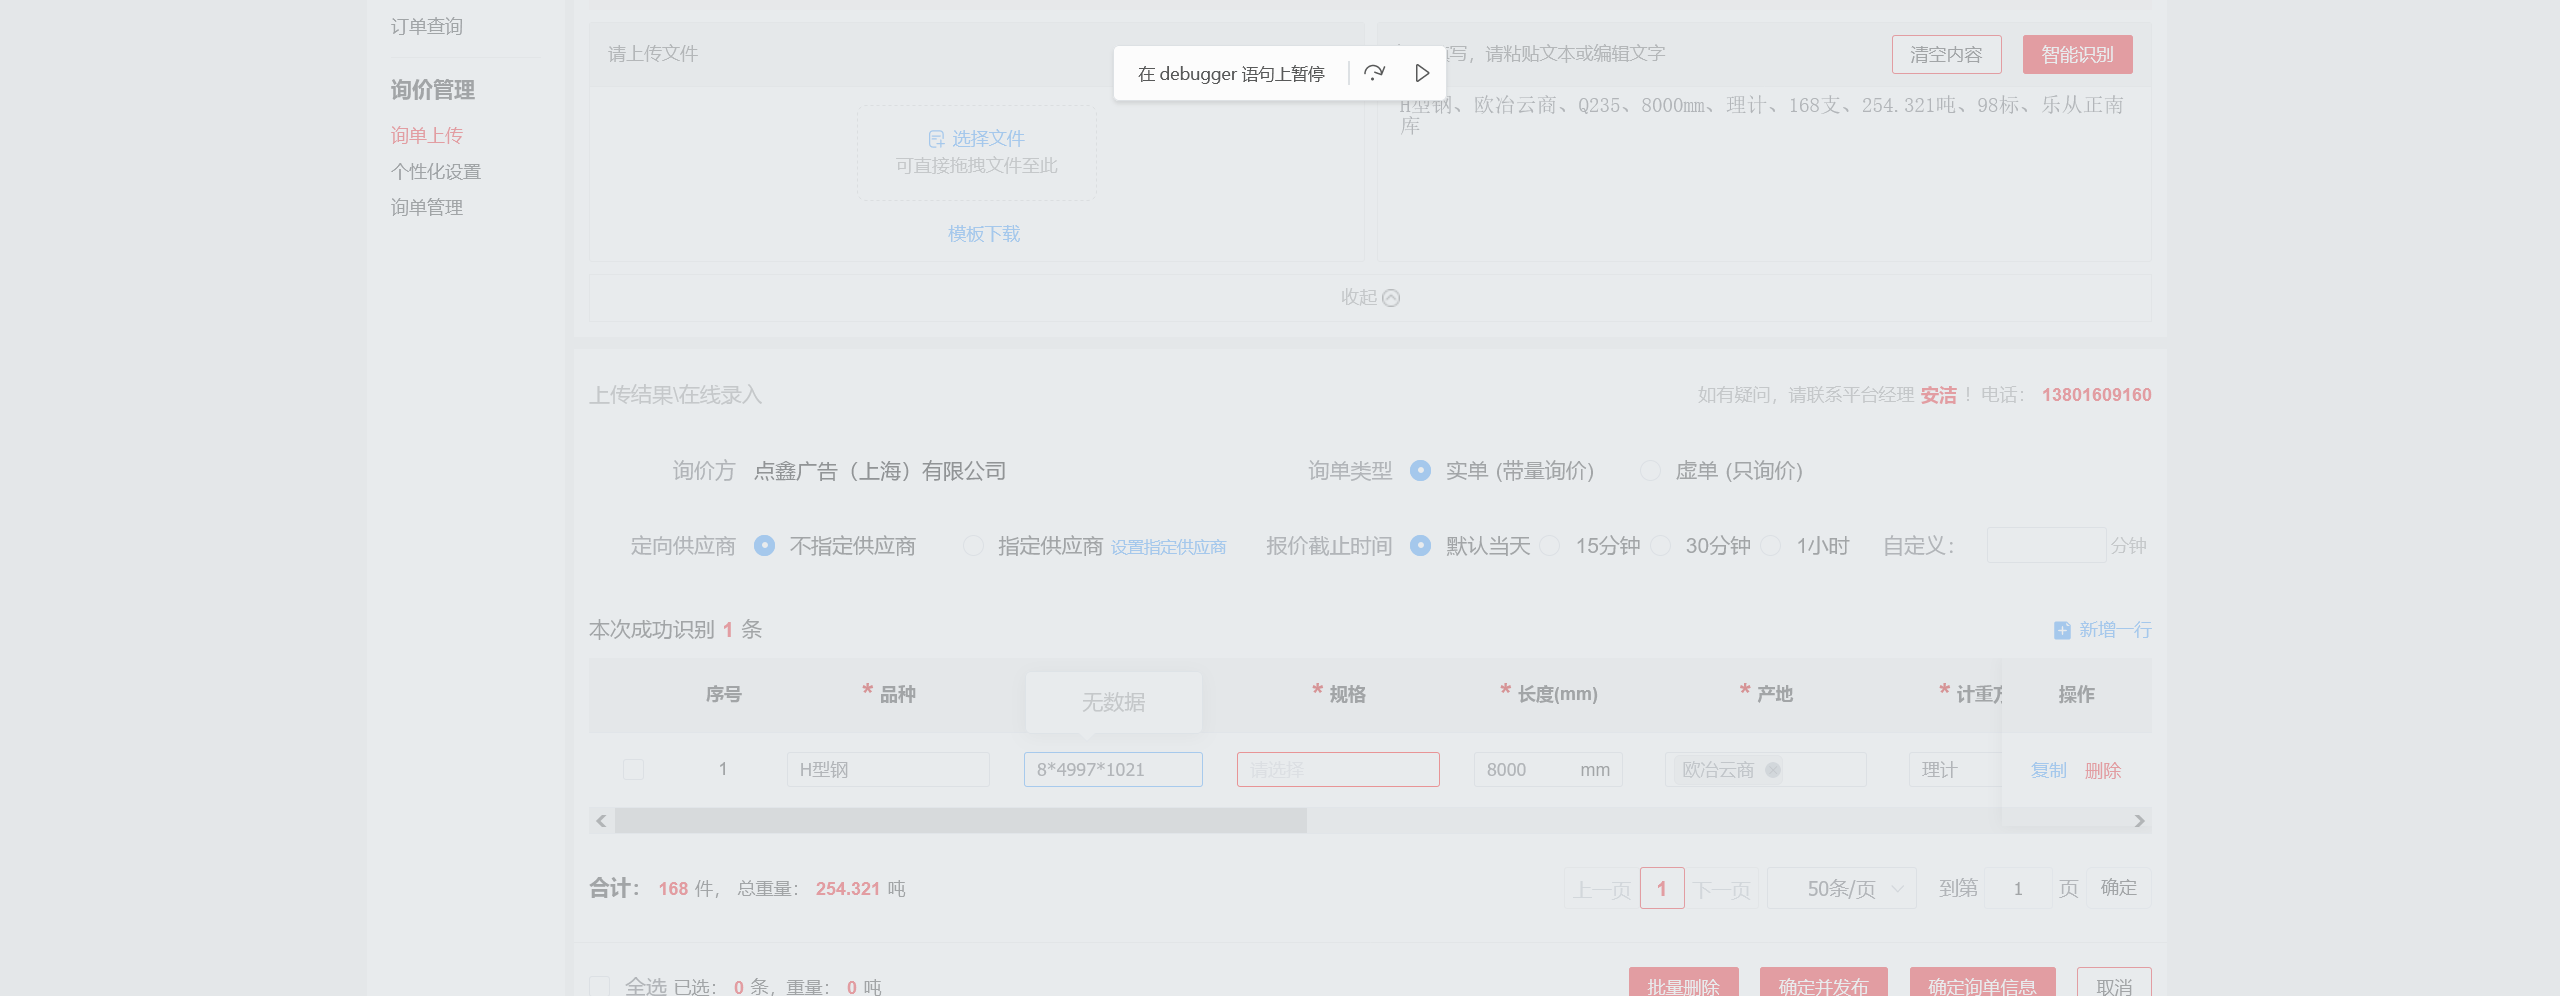 订单查询
询价管理
询单上传
个性化设置
询单管理
请上传文件
在 debugger 语句上暂停
填写，请粘贴文本或编辑文字
清空内容
智能识别
选择文件
可直接拖拽文件至此
模板下载
H型钢、欧冶云商、Q235、8000mm、理计、168支、254.321吨、98标、乐从正南
库
收起
上传结果\在线录入
如有疑问，请联系平台经理 安洁！电话： 13801609160
询价方 点鑫广告（上海）有限公司
询单类型 实单 (带量询价) 虚单 (只询价)
定向供应商 不指定供应商 指定供应商 设置指定供应商
报价截止时间 默认当天 15分钟 30分钟 1小时 自定义： 分钟
本次成功识别 1 条
新增一行
序号 * 品种 无数据 * 规格 * 长度(mm) * 产地 * 计重方 操作
1 H型钢 8*4997*1021 请选择 8000 mm 欧冶云商 理计 复制 删除
合计： 168 件， 总重量： 254.321 吨
上一页 1 下一页 50条/页 到第 1 页 确定
全选 已选： 0 条，重量： 0 吨
批量删除 确定并发布 确定询单信息 取消